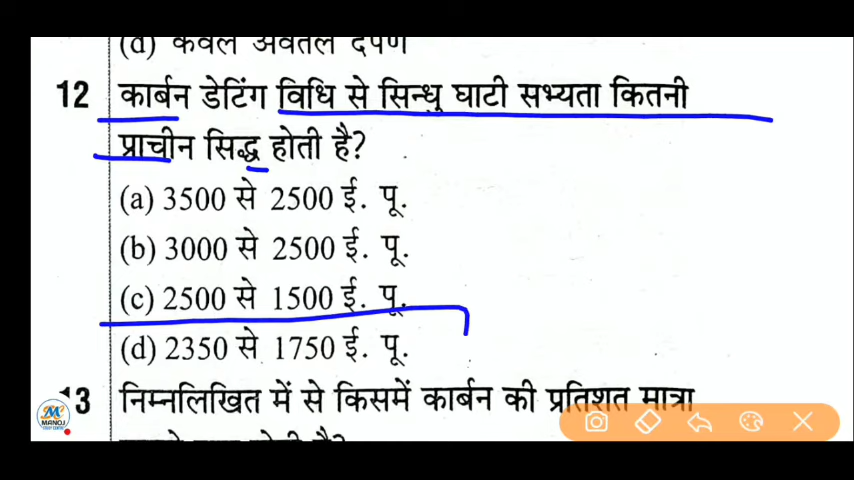 (d) केवल अवतल दर्पण
12 कार्बन डेटिंग विधि से सिन्धु घाटी सभ्यता कितनी
प्राचीन सिद्ध होती है?
(a) 3500 से 2500 ई. पू.
(b) 3000 से 2500 ई. पू.
(c) 2500 से 1500 ई. पू.
(d) 2350 से 1750 ई. पू.
13 निम्नलिखित में से किसमें कार्बन की प्रतिशत मात्रा
MANOJ